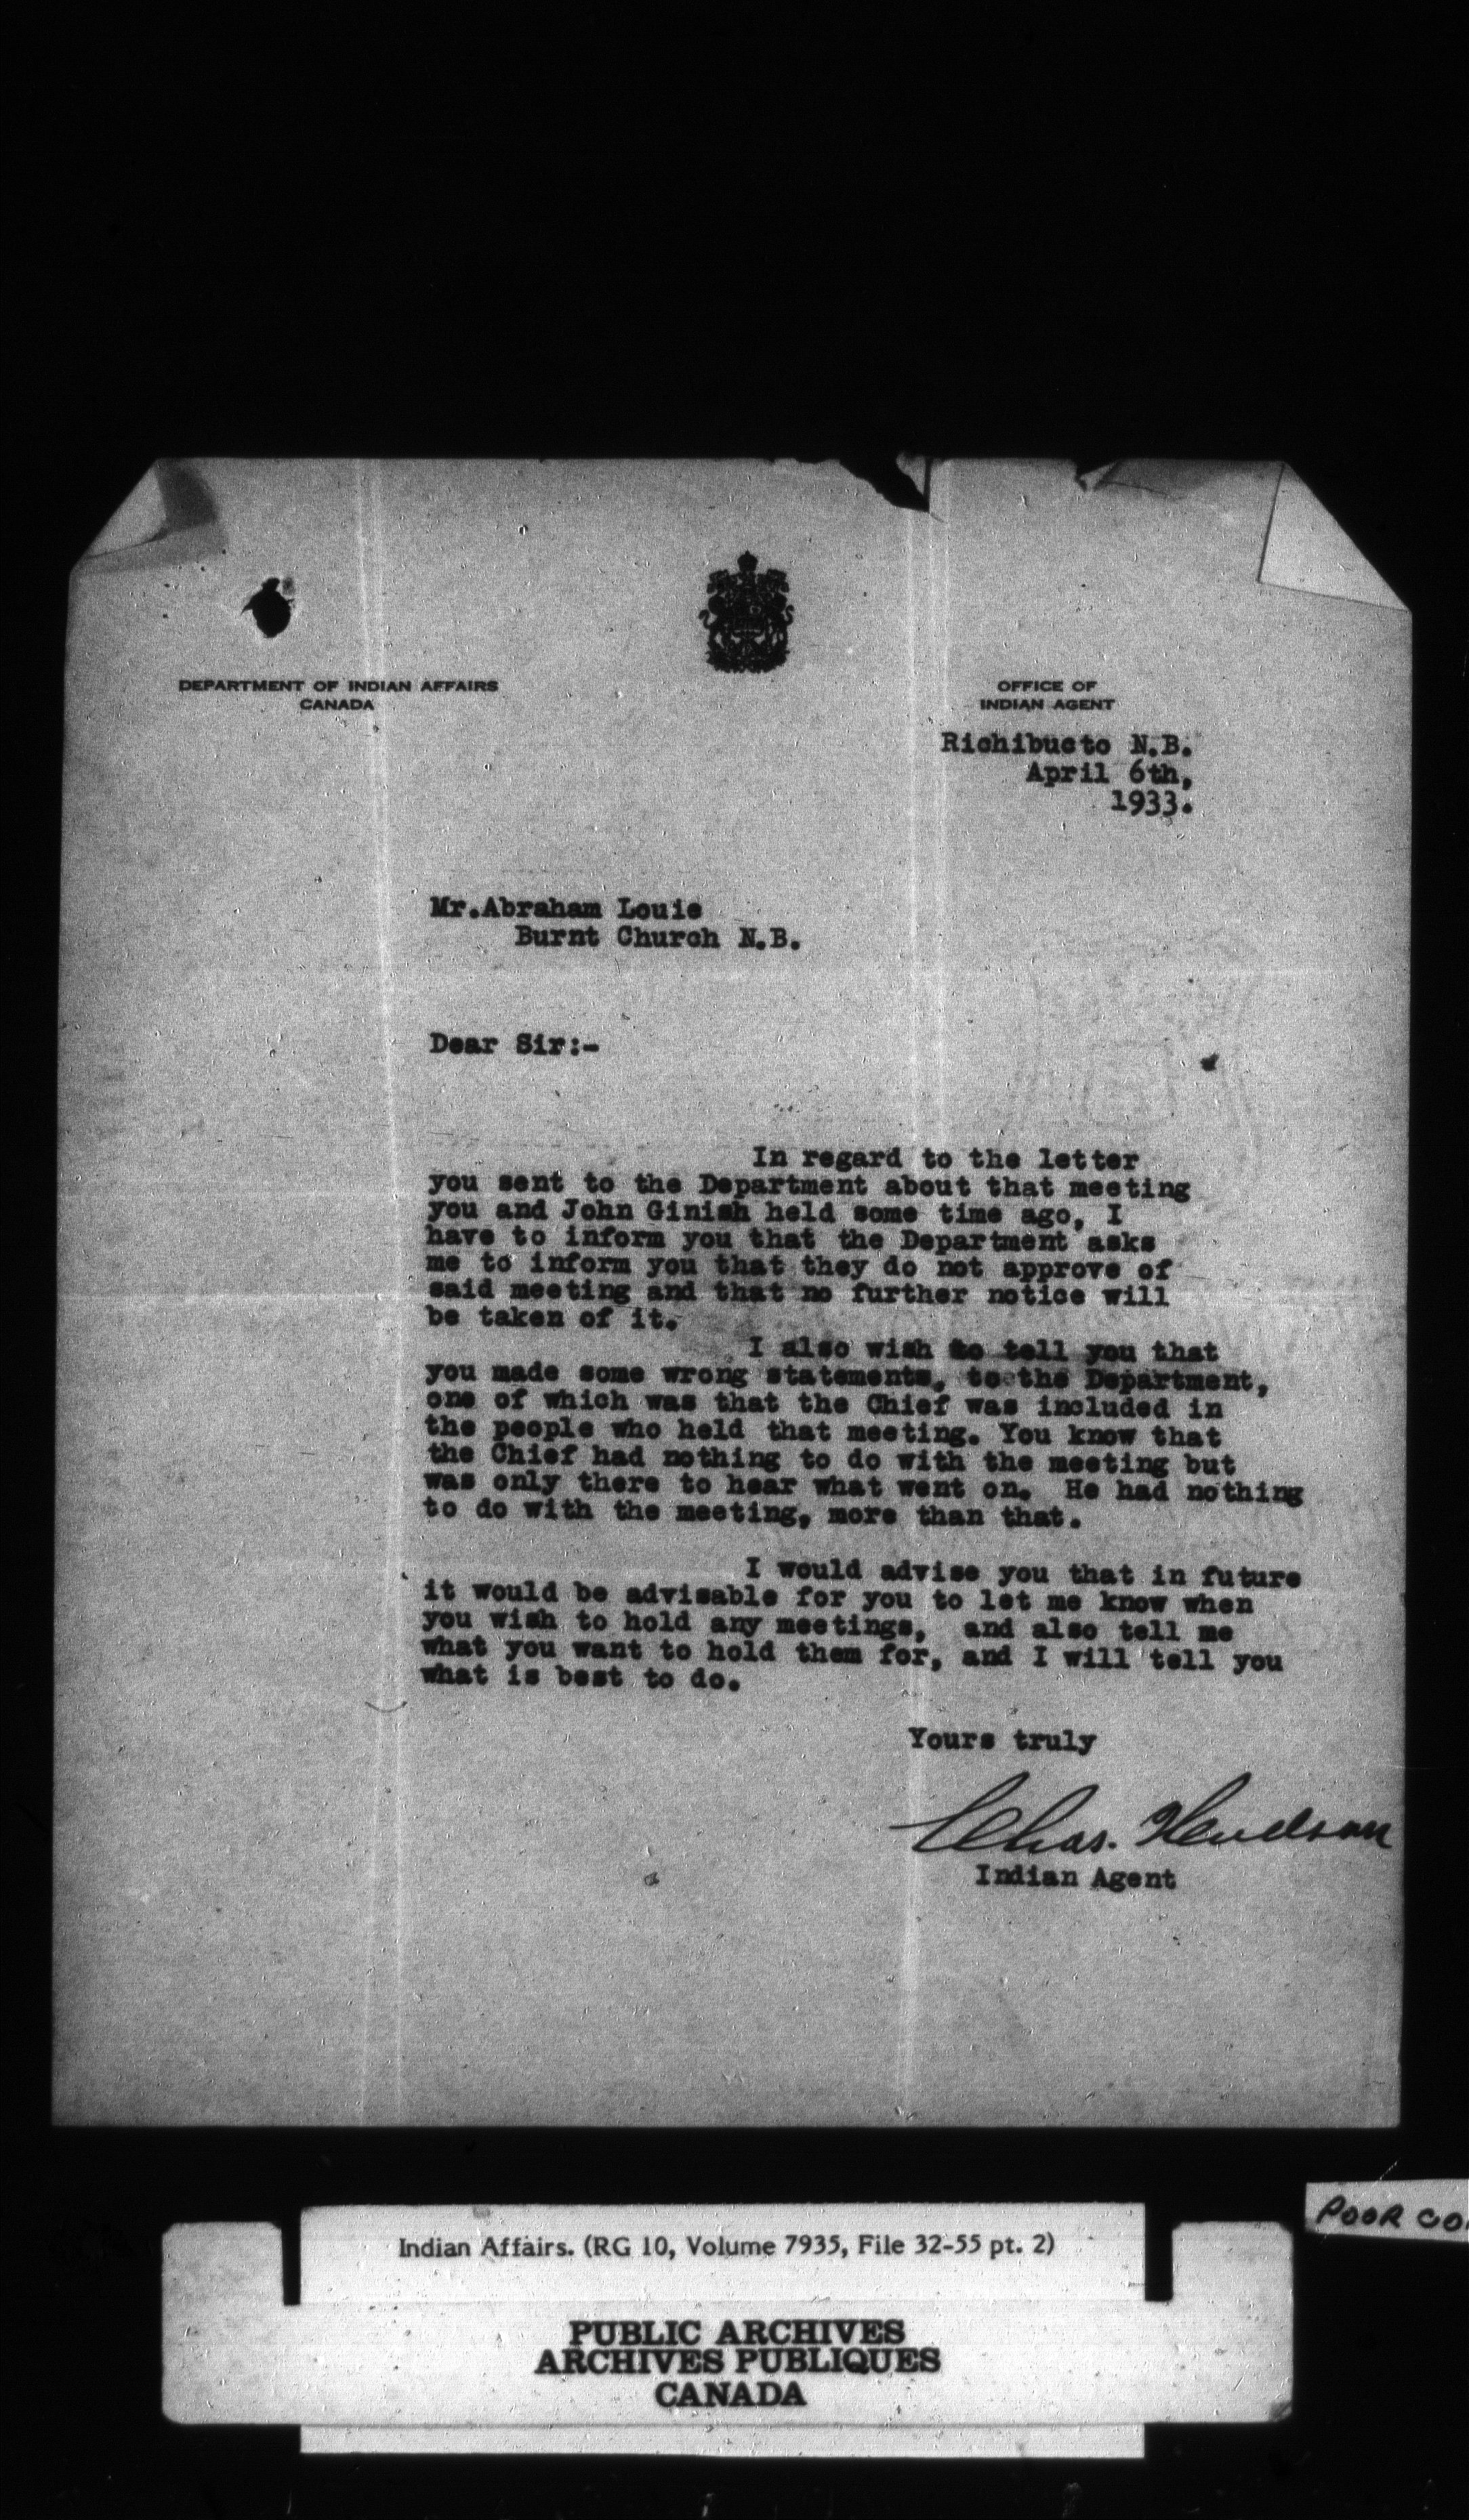 DEPARTMENT OF INDIAN AFFAIRS
CANADA
OFFICE OF
INDIAN AGENT
Richibucto N.B.
April 6th,
1933.
Mr.Abraham Louie
Burnt Church N.B.
Dear Sir:-
In regard to the letter
you sent to the Department about that meeting
you and John Ginish held some time ago, I
have to inform you that the Department asks
me to inform you that they do not approve of
said meeting and that no further notice will
be taken of it.
I also wish to tell you that
you made some wrong statements, to the Department,
one of which was that the Chief was included in
the people who held that meeting. You know that
the Chief had nothing to do with the meeting but
was only there to hear what went on. He had nothing
to do with the meeting, more than that.
I would advise you that in future
it would be advisable for you to let me know when
you wish to hold any meetings, and also tell me
what you want to hold them for, and I will tell you
what is best to do.
Yours truly
Chas.
Indian Agent
POOR CO
Indian Affairs. (RG 10, Volume 7935, File 32-55 pt. 2)
PUBLIC ARCHIVES
ARCHIVES PUBLIQUES
CANADA